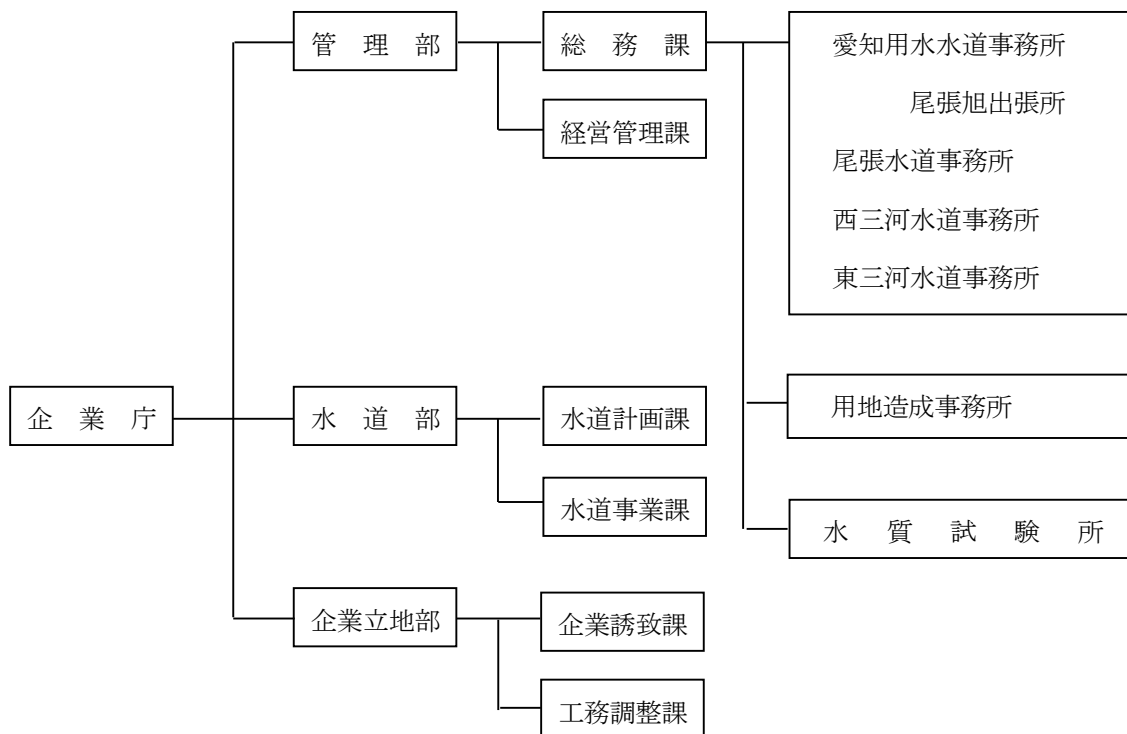 企業庁
管理部
総務課
経営管理課
愛知用水水道事務所
尾張旭出張所
尾張水道事務所
西三河水道事務所
東三河水道事務所
用地造成事務所
水質試験所
水道部
水道計画課
水道事業課
企業立地部
企業誘致課
工務調整課